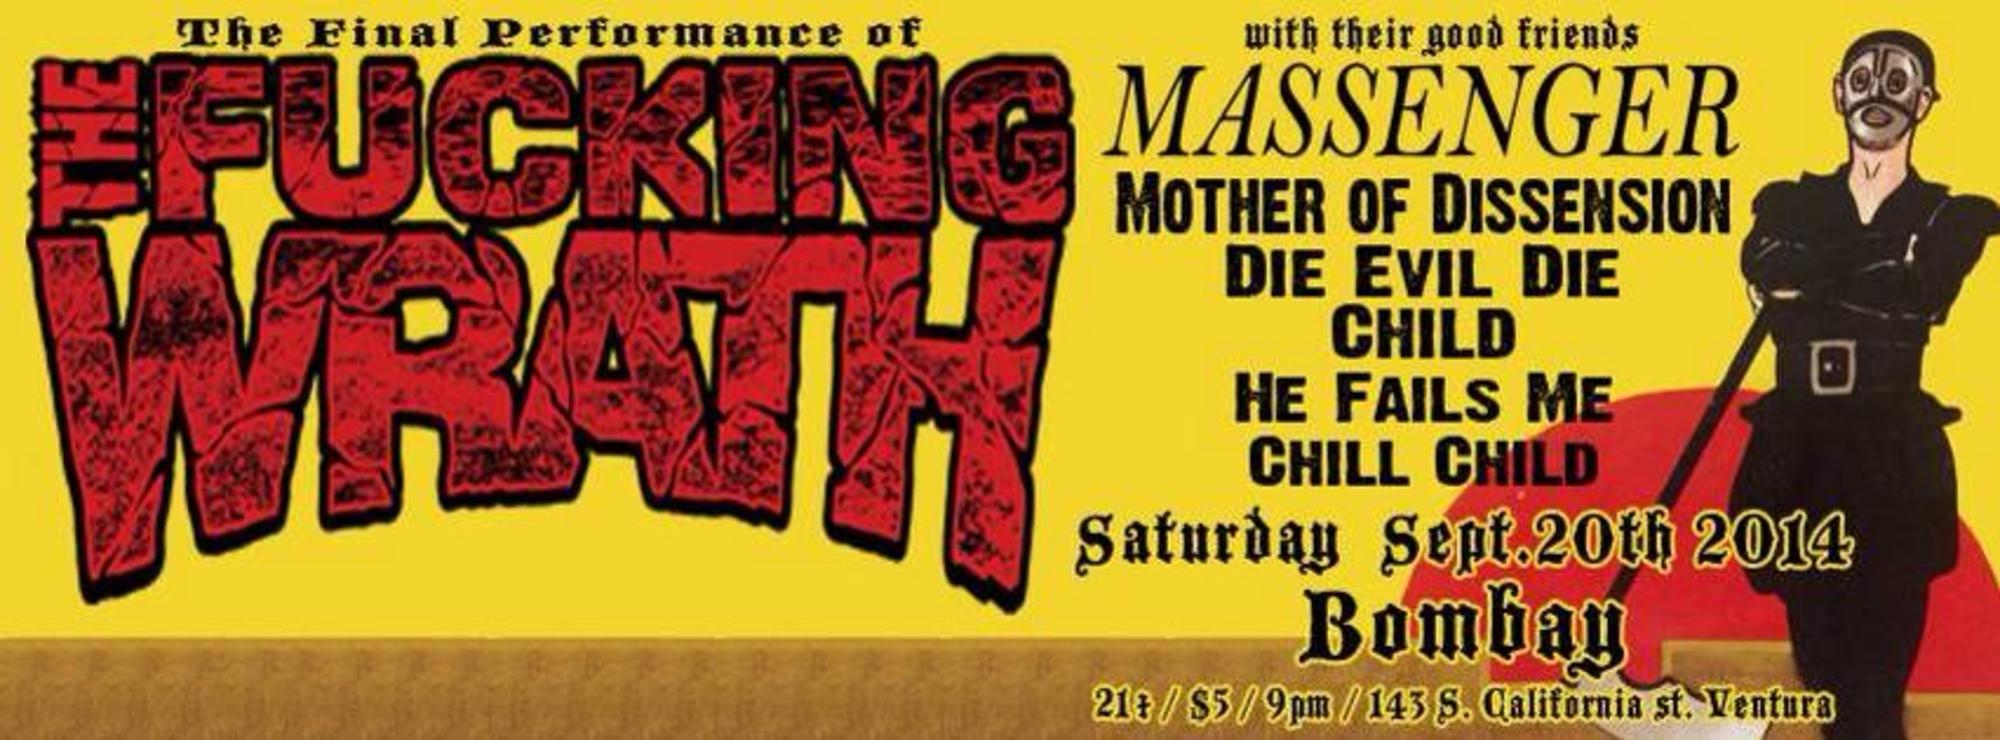 The Final Performance of
THE FUCKING
WRATH
with their good friends
MASSENGER
MOTHER OF DISSENSION
DIE EVIL DIE
CHILD
HE FAILS ME
CHILL CHILD
Saturday Sept.20th 2014
Bombay
21+ / $5 / 9pm / 143 S. California st. Ventura